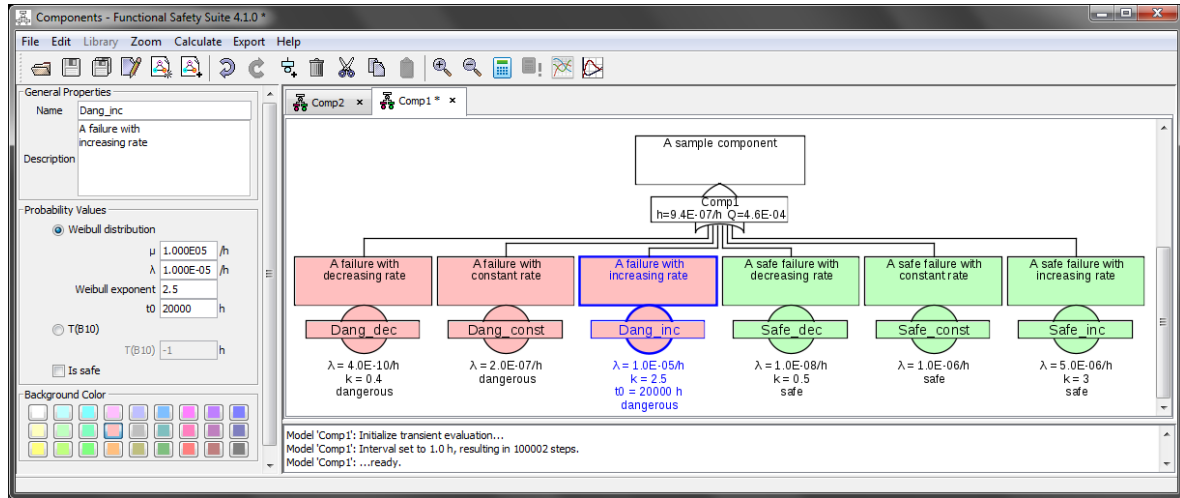 Components - Functional Safety Suite 4.1.0 *
File Edit Library Zoom Calculate Export Help
General Properties
Name Dang_inc
Description
A failure with
increasing rate
Probability Values
Weibull distribution
μ 1.000E05 /h
λ 1.000E-05 /h
Weibull exponent 2.5
t0 20000 h
T(B10)
T(B10) -1 h
Is safe
Background Color
Comp2 × Comp1 * ×
A sample component
Comp1
h=9.4E-07/h Q=4.6E-04
A failure with
decreasing rate
Dang_dec
λ = 4.0E-10/h
k = 0.4
dangerous
A failure with
constant rate
Dang_const
λ = 2.0E-07/h
dangerous
A failure with
increasing rate
Dang_inc
λ = 1.0E-05/h
k = 2.5
t0 = 20000 h
dangerous
A safe failure with
decreasing rate
Safe_dec
λ = 1.0E-08/h
k = 0.5
safe
A safe failure with
constant rate
Safe_const
λ = 1.0E-06/h
safe
A safe failure with
increasing rate
Safe_inc
λ = 5.0E-06/h
k = 3
safe
Model 'Comp1': Initialize transient evaluation...
Model 'Comp1': Interval set to 1.0 h, resulting in 100002 steps.
Model 'Comp1': ...ready.